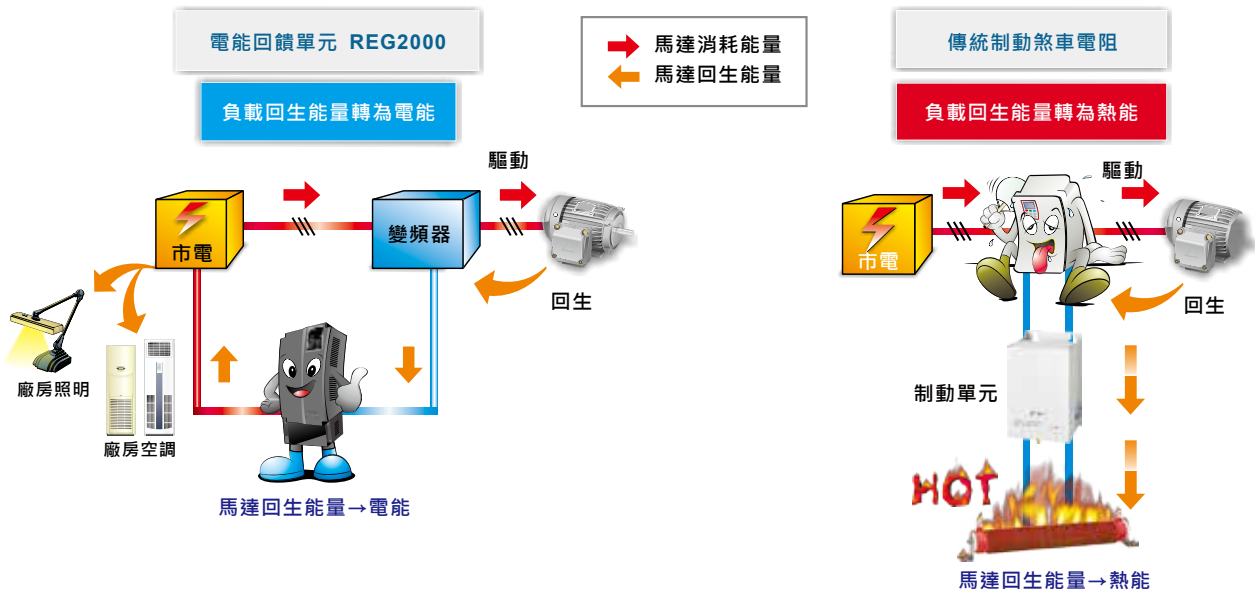 電能回饋單元 REG2000
負載回生能量轉為電能
馬達消耗能量
馬達回生能量
傳統制動煞車電阻
負載回生能量轉為熱能
驅動
市電
變頻器
回生
廠房照明
廠房空調
馬達回生能量→電能
驅動
市電
回生
制動單元
HOT
馬達回生能量→熱能